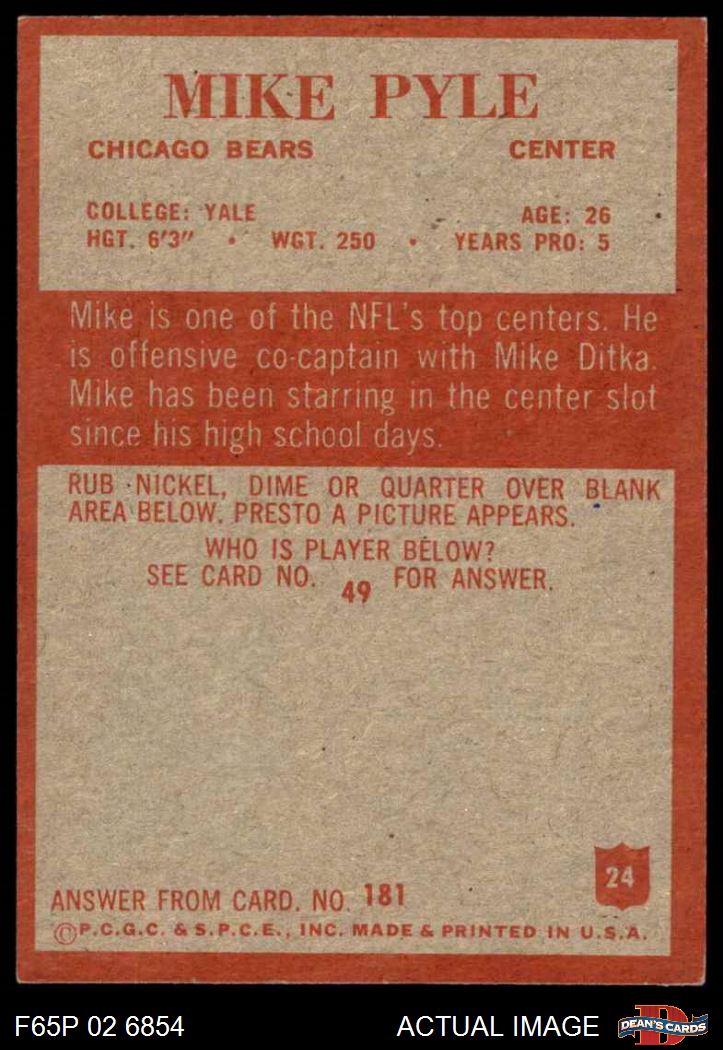 MIKE PYLE
CHICAGO BEARS CENTER
COLLEGE: YALE AGE: 26
HGT. 6'3" • WGT. 250 • YEARS PRO: 5
Mike is one of the NFL's top centers. He
is offensive co-captain with Mike Ditka.
Mike has been starring in the center slot
since his high school days.
RUB NICKEL, DIME OR QUARTER OVER BLANK
AREA BELOW. PRESTO A PICTURE APPEARS.
WHO IS PLAYER BELOW?
SEE CARD NO. 49 FOR ANSWER.
24
ANSWER FROM CARD. NO. 181
©P.C.G.C. & S.P.C.E., INC. MADE & PRINTED IN U.S.A.
F65P 02 6854 ACTUAL IMAGE D DEAN'S CARDS